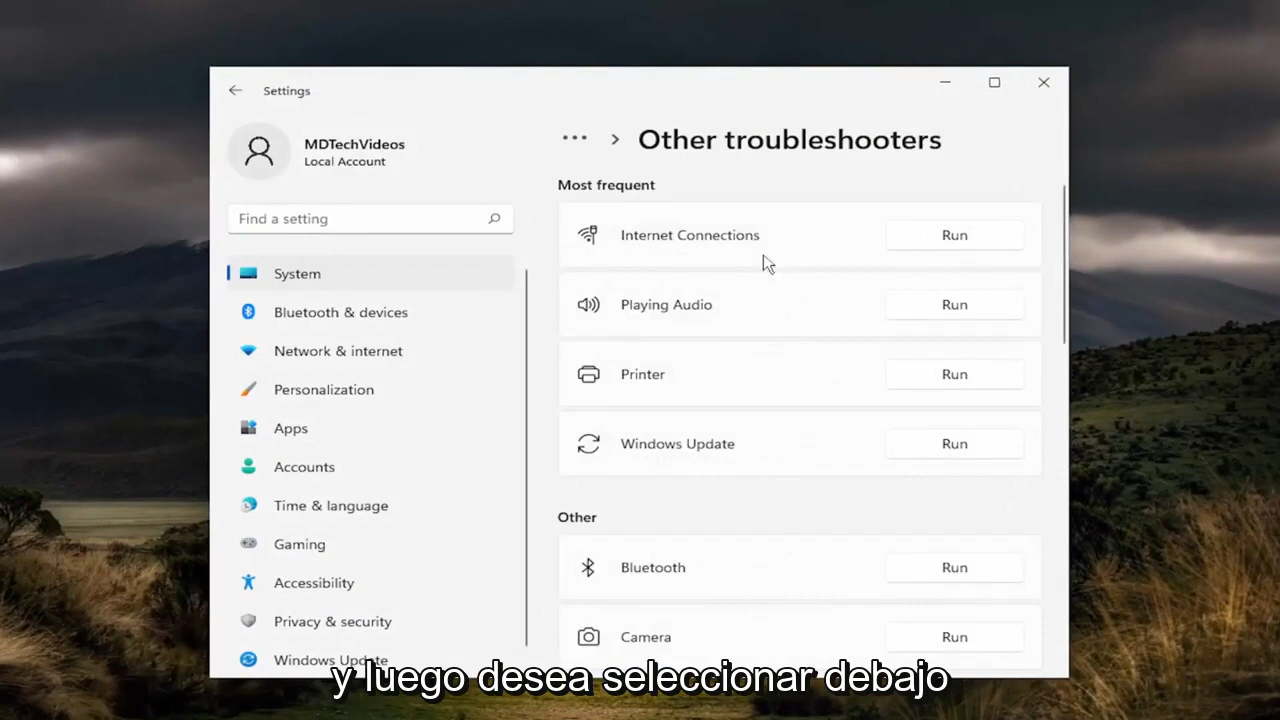 Settings
MDTechVideos
Local Account
Find a setting
System
Bluetooth & devices
Network & internet
Personalization
Apps
Accounts
Time & language
Gaming
Accessibility
Privacy & security
Windows Update
Other troubleshooters
Most frequent
Internet Connections Run
Playing Audio Run
Printer Run
Windows Update Run
Other
Bluetooth Run
Camera Run
y luego desea seleccionar debajo